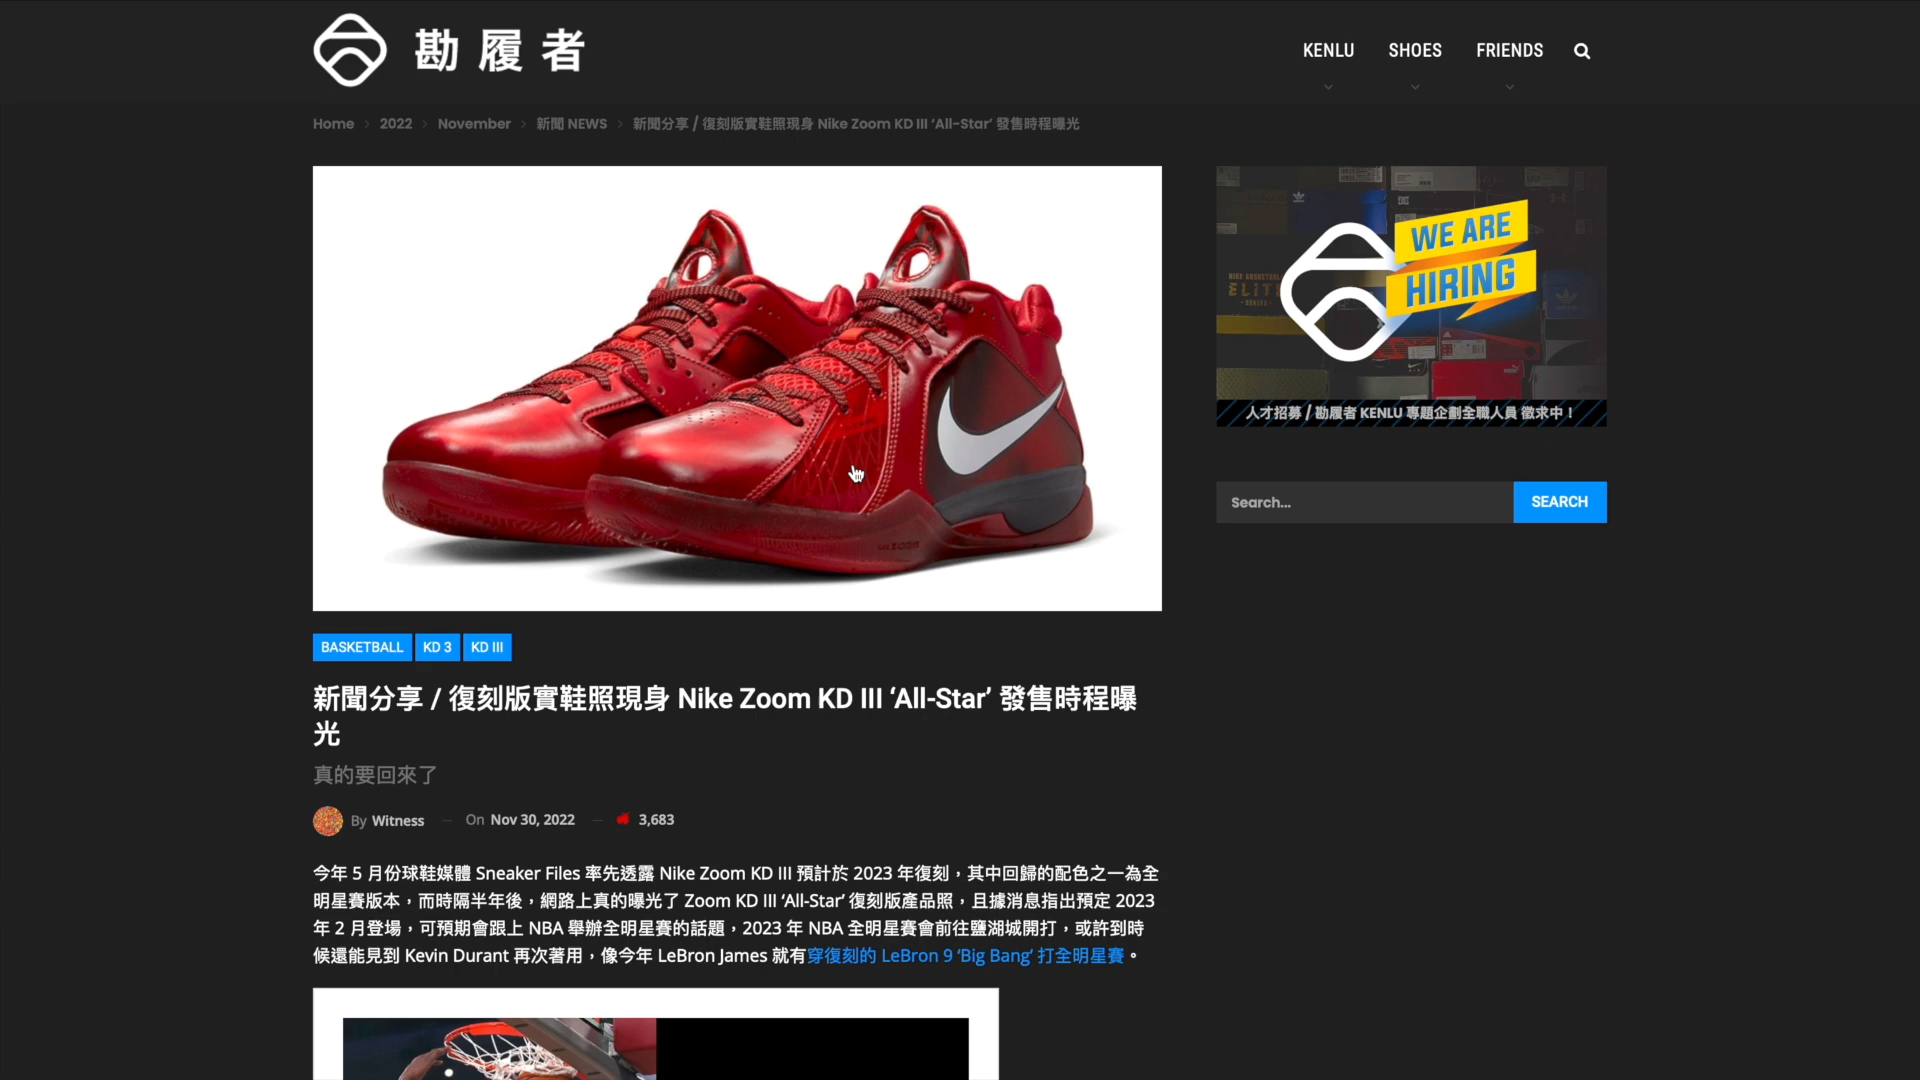 勘履者
KENLU
SHOES
FRIENDS
Home > 2022 > November > 新聞 NEWS > 新聞分享 / 復刻版實鞋照現身 Nike Zoom KD III ‘All-Star’ 發售時程曝光
WE ARE
HIRING
人才招募 / 勘履者 KENLU 專題企劃全職人員 徵求中！
Search...
SEARCH
BASKETBALL
KD 3
KD III
新聞分享 / 復刻版實鞋照現身 Nike Zoom KD III ‘All-Star’ 發售時程曝
光
真的要回來了
By Witness — On Nov 30, 2022 — 3,683
今年 5 月份球鞋媒體 Sneaker Files 率先透露 Nike Zoom KD III 預計於 2023 年復刻，其中回歸的配色之一為全
明星賽版本，而時隔半年後，網路上真的曝光了 Zoom KD III ‘All-Star’ 復刻版產品照，且據消息指出預定 2023
年 2 月登場，可預期會跟上 NBA 舉辦全明星賽的話題，2023 年 NBA 全明星賽會前往鹽湖城開打，或許到時
候還能見到 Kevin Durant 再次著用，像今年 LeBron James 就有穿復刻的 LeBron 9 ‘Big Bang’ 打全明星賽。